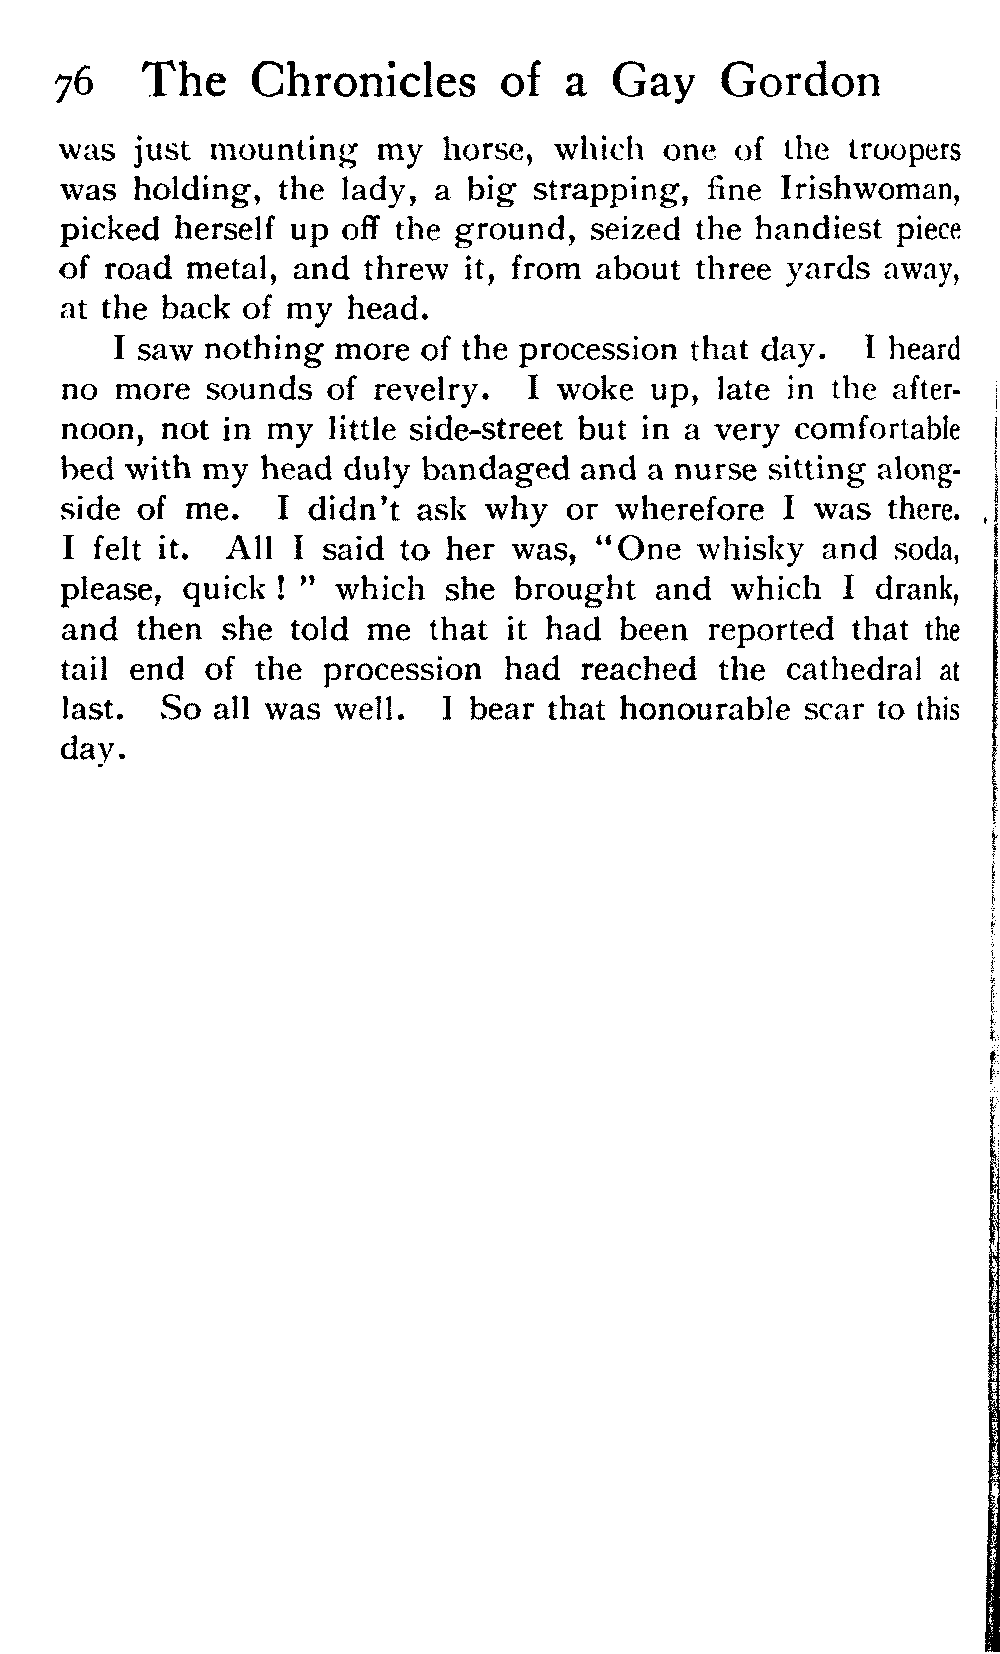 76 The Chronicles of a Gay Gordon
was just mounting my horse, which one of the troopers
was holding, the lady, a big strapping, fine Irishwoman,
picked herself up off the ground, seized the handiest piece
of road metal, and threw it, from about three yards away,
at the back of my head.
I saw nothing more of the procession that day. I heard
no more sounds of revelry. I woke up, late in the after-
noon, not in my little side-street but in a very comfortable
bed with my head duly bandaged and a nurse sitting along-
side of me. I didn't ask why or wherefore I was there.
I felt it. All I said to her was, "One whisky and soda,
please, quick! " which she brought and which I drank,
and then she told me that it had been reported that the
tail end of the procession had reached the cathedral at
last. So all was well. I bear that honourable scar to this
day.